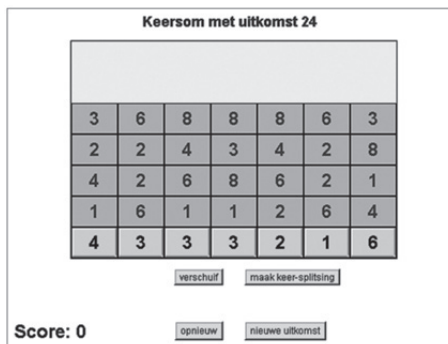 Keersom met uitkomst 24
3 6 8 8 8 6 3
2 2 4 3 4 2 8
4 2 6 8 6 2 1
1 6 1 1 2 6 4
4 3 3 3 2 1 6
verschuif maak keer-splitsing
Score: 0 opnieuw nieuwe uitkomst